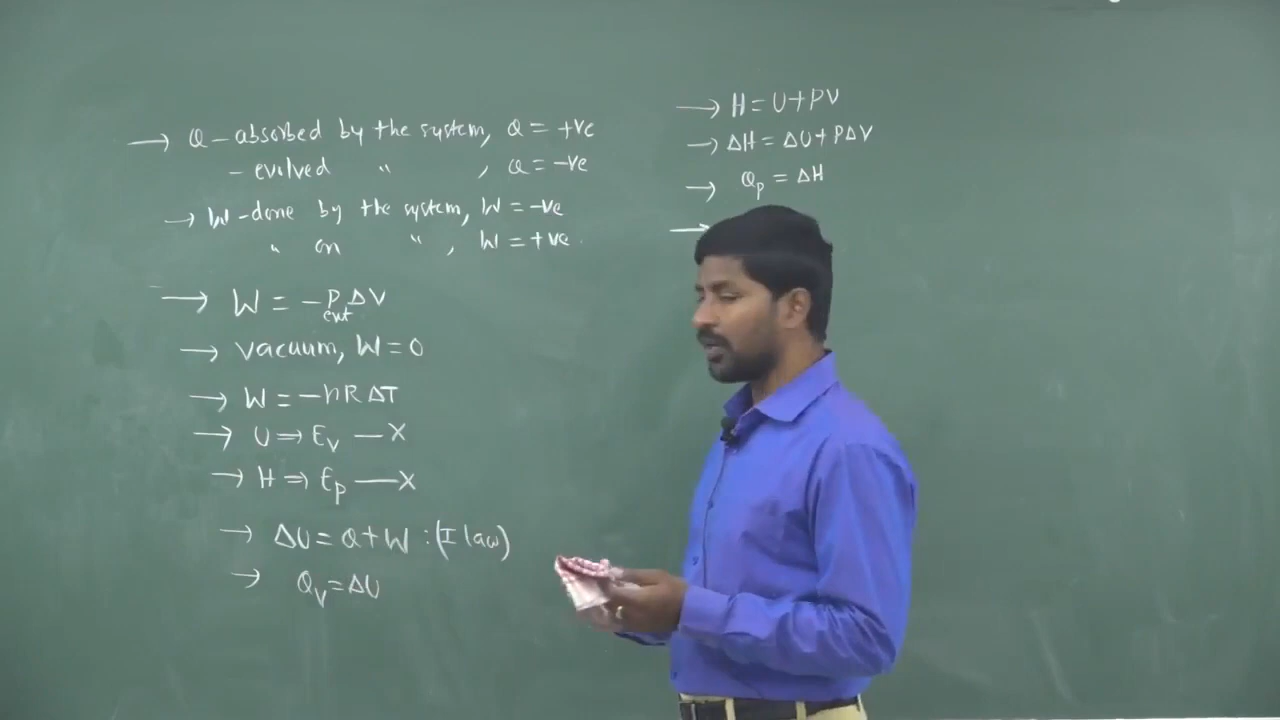 → Q - absorbed by the system, Q = +ve
- evolved " , Q = -ve
→ W - done by the system, W = -ve
" on " , W = +ve.
→ W = -P_ext ΔV
→ vacuum, W = 0
→ W = -nRΔT
→ U ⇒ E_V — X
→ H ⇒ E_P — X
→ ΔU = Q + W : (I law)
→ Q_V = ΔU
→ H = U + PV
→ ΔH = ΔU + PΔV
→ Q_P = ΔH
→